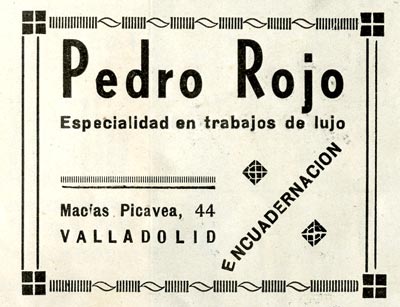 Pedro Rojo
Especialidad en trabajos de lujo
ENCUADERNACION
Macías Picavea, 44
VALLADOLID